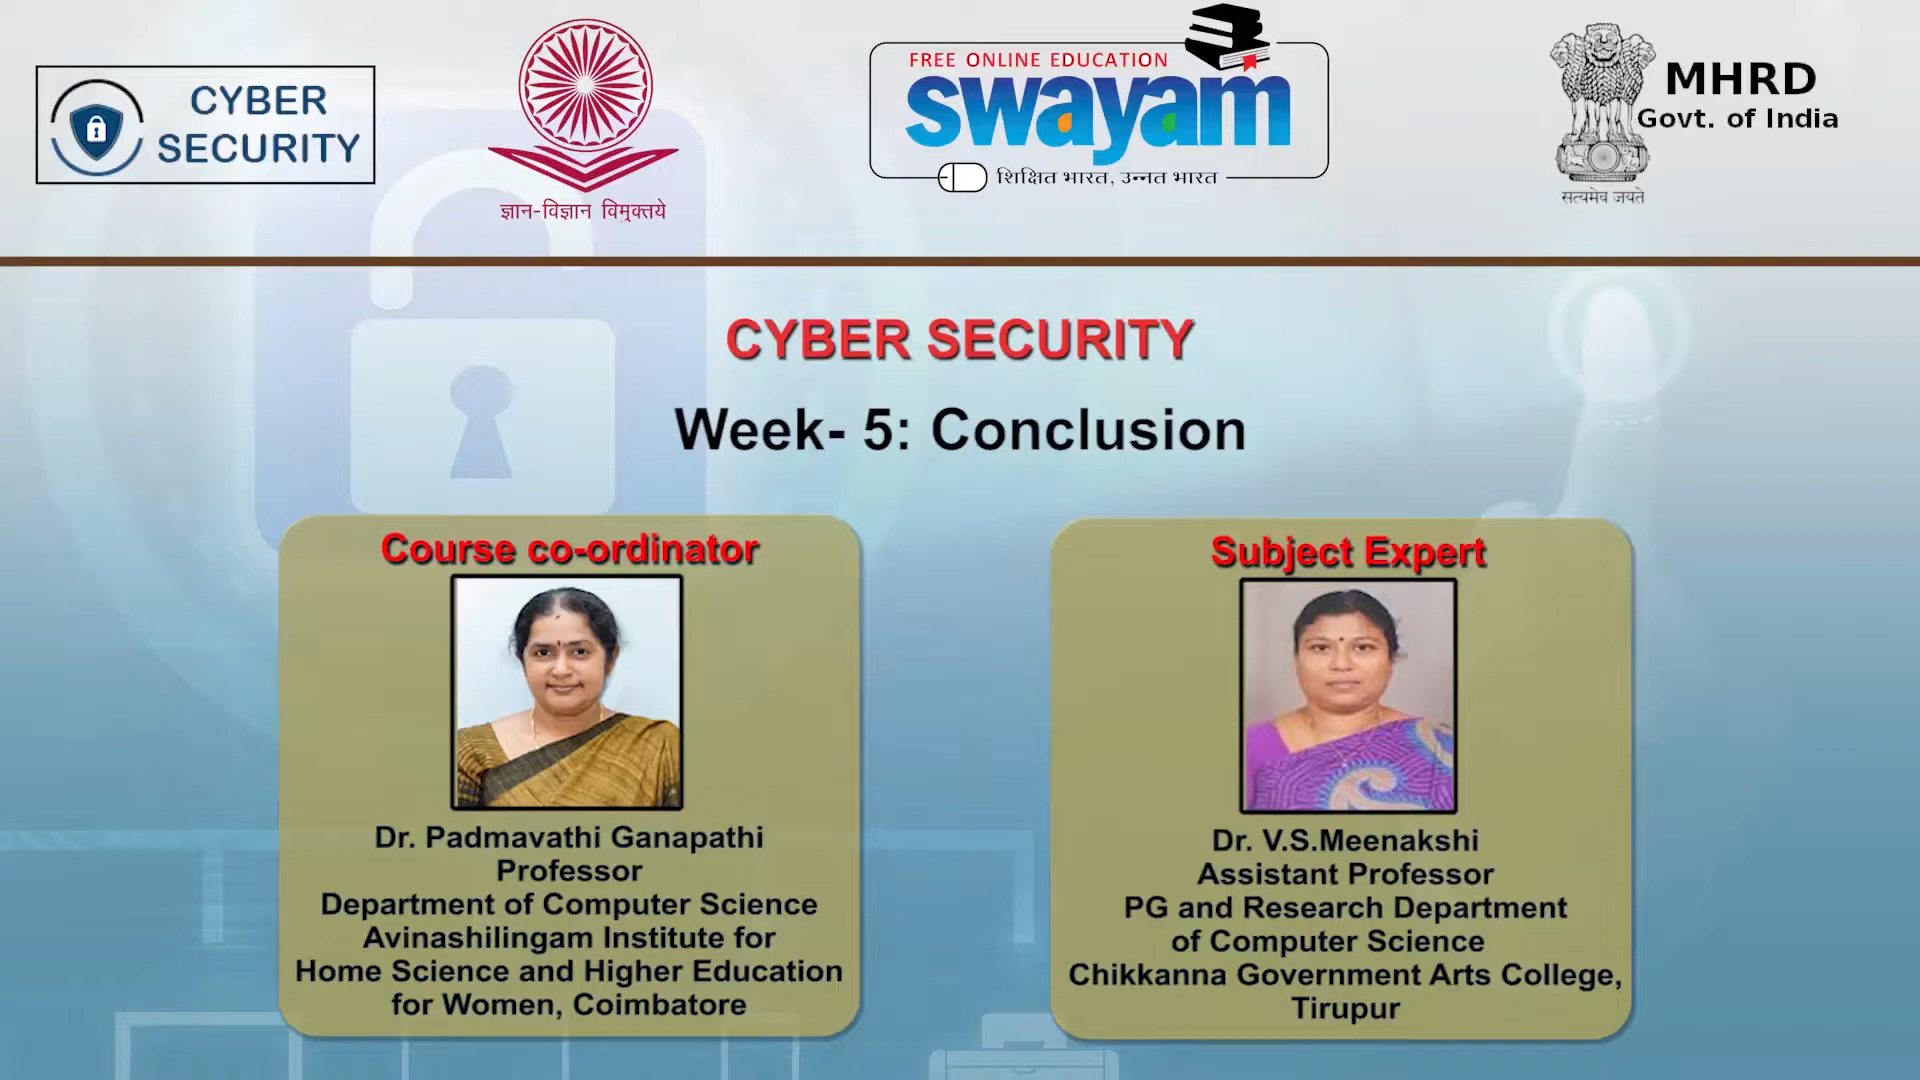 CYBER
SECURITY
ज्ञान-विज्ञान विमुक्तये
FREE ONLINE EDUCATION
swayam
शिक्षित भारत, उन्नत भारत
MHRD
Govt. of India
सत्यमेव जयते
CYBER SECURITY
Week- 5: Conclusion
Course co-ordinator
Dr. Padmavathi Ganapathi
Professor
Department of Computer Science
Avinashilingam Institute for
Home Science and Higher Education
for Women, Coimbatore
Subject Expert
Dr. V.S.Meenakshi
Assistant Professor
PG and Research Department
of Computer Science
Chikkanna Government Arts College,
Tirupur